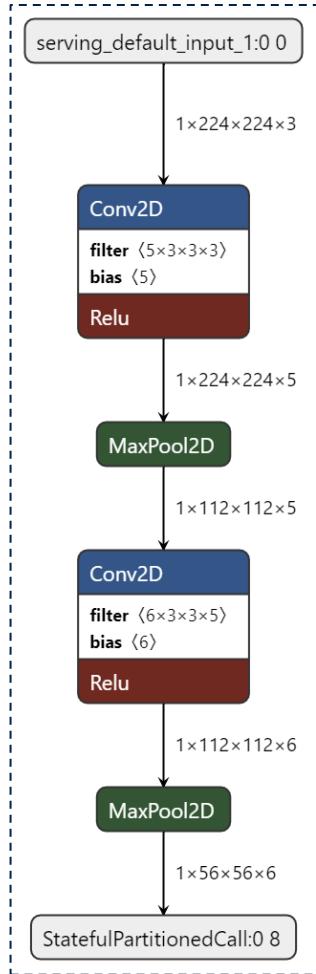 serving_default_input_1:0 0
1×224×224×3
Conv2D
filter ⟨5×3×3×3⟩
bias ⟨5⟩
Relu
1×224×224×5
MaxPool2D
1×112×112×5
Conv2D
filter ⟨6×3×3×5⟩
bias ⟨6⟩
Relu
1×112×112×6
MaxPool2D
1×56×56×6
StatefulPartitionedCall:0 8